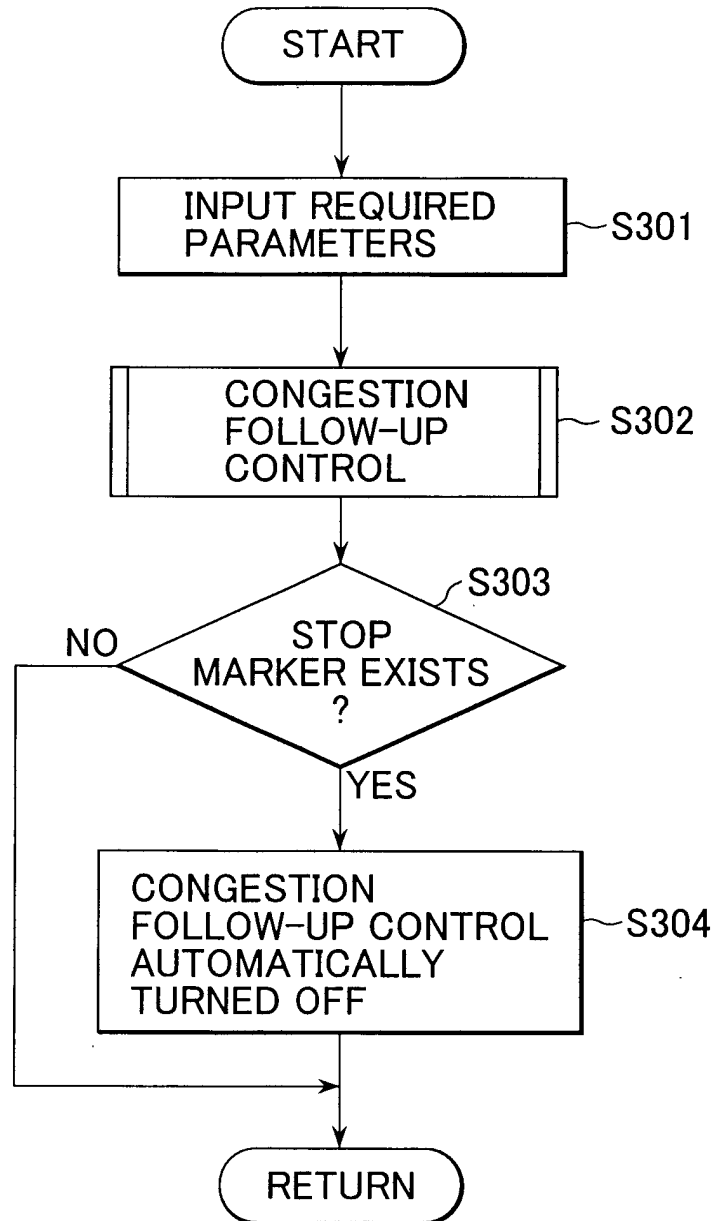 START
INPUT REQUIRED
PARAMETERS
S301
CONGESTION
FOLLOW-UP
CONTROL
S302
S303
STOP
MARKER EXISTS
?
NO
YES
CONGESTION
FOLLOW-UP CONTROL
AUTOMATICALLY
TURNED OFF
S304
RETURN